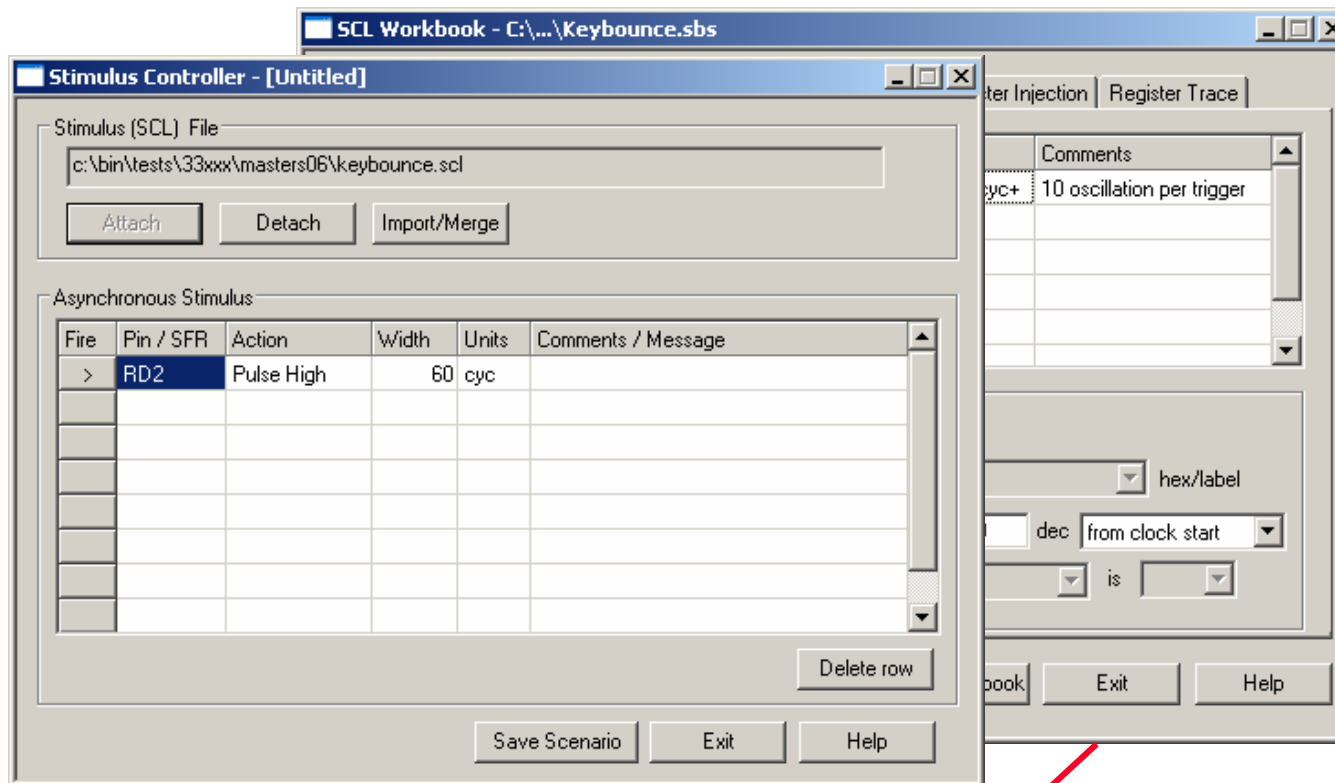 SCL Workbook - C:\...\Keybounce.sbs
Stimulus Controller - [Untitled]
Injection Register Trace
Stimulus (SCL) File
c:\bin\tests\33xxx\masters06\keybounce.scl
Attach Detach Import/Merge
Comments
cyc+ 10 oscillation per trigger
Asynchronous Stimulus
Fire Pin / SFR Action Width Units Comments / Message
> RD2 Pulse High 60 cyc
hex/label
dec from clock start
is
Delete row
Exit Help
Save Scenario Exit Help